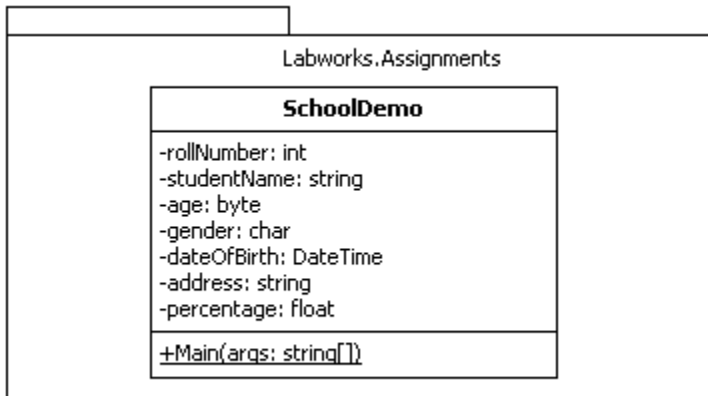 Labworks.Assignments
SchoolDemo
-rollNumber: int
-studentName: string
-age: byte
-gender: char
-dateOfBirth: DateTime
-address: string
-percentage: float
+Main(args: string[])